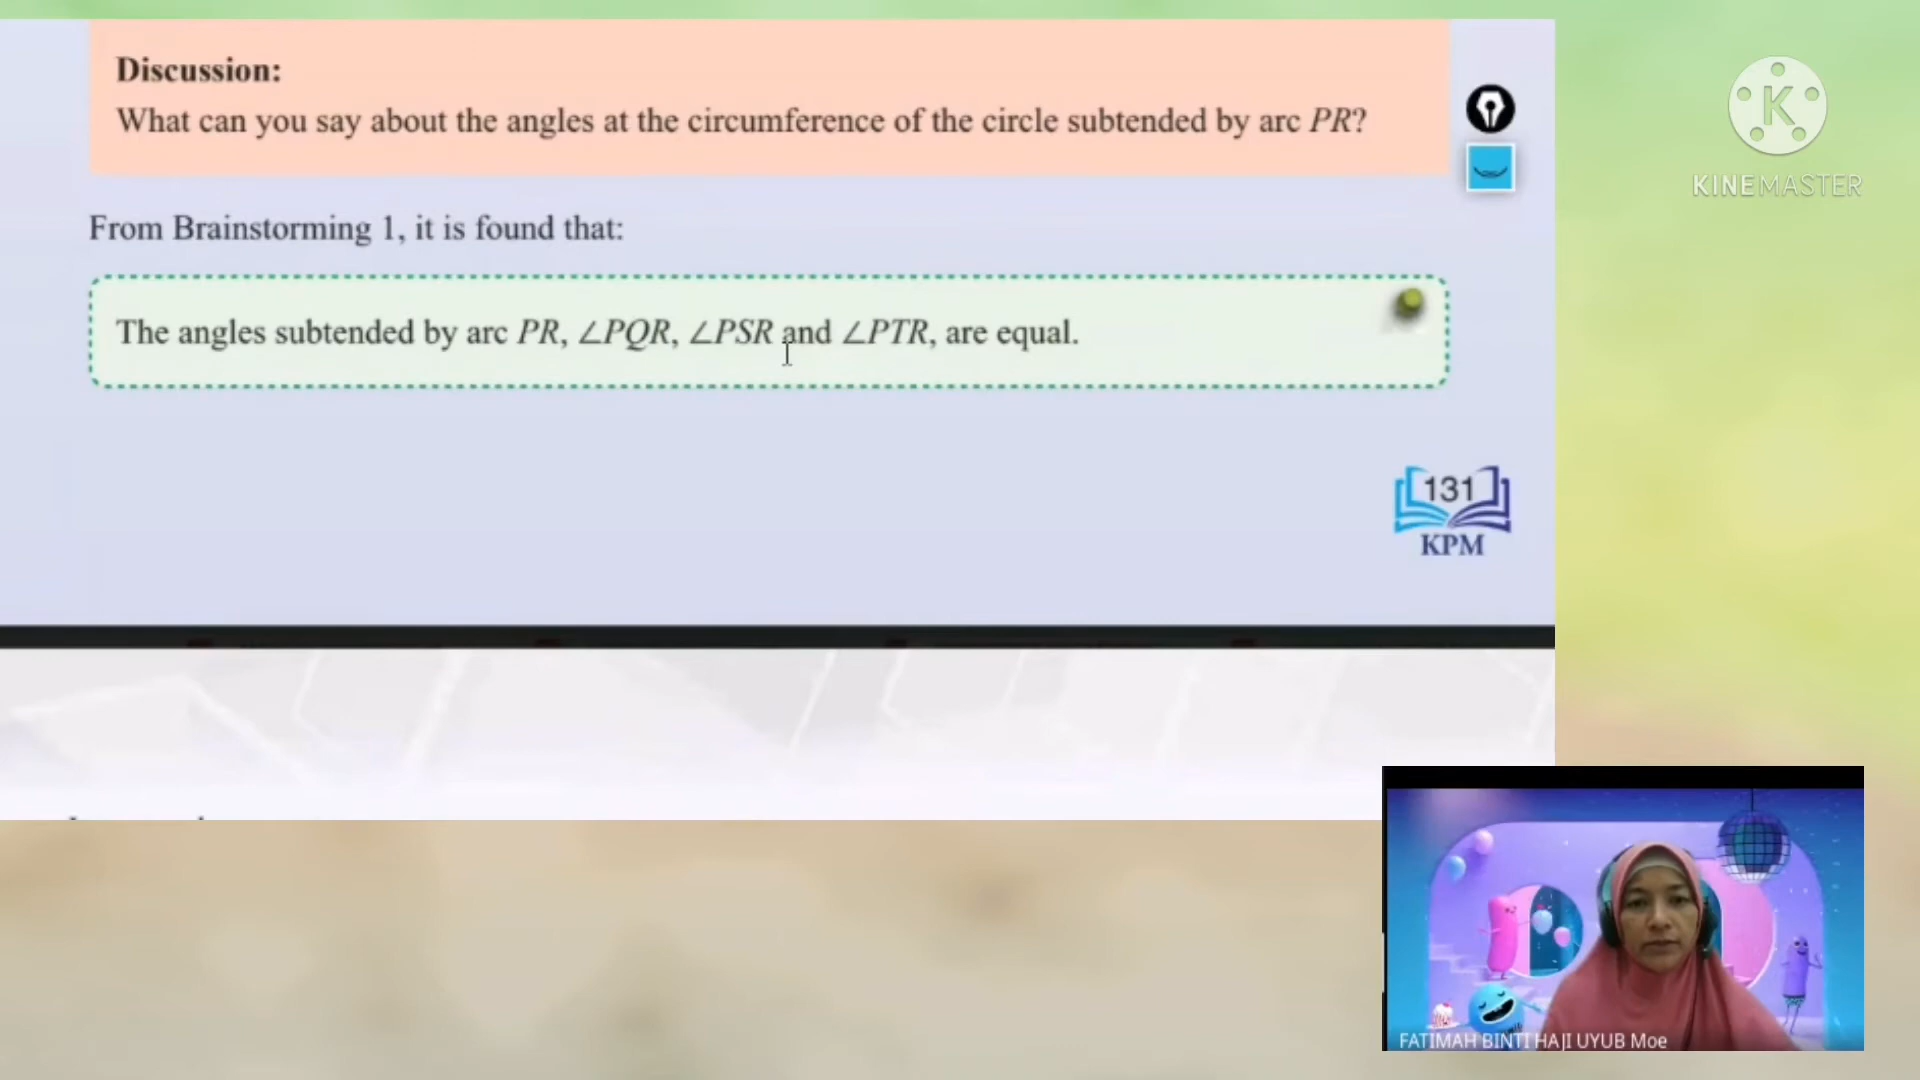 Discussion:
What can you say about the angles at the circumference of the circle subtended by arc PR?
K
KINEMASTER
From Brainstorming 1, it is found that:
The angles subtended by arc PR, ∠PQR, ∠PSR and ∠PTR, are equal.
131
KPM
FATIMAH BINTI HAJI UYUB Moe